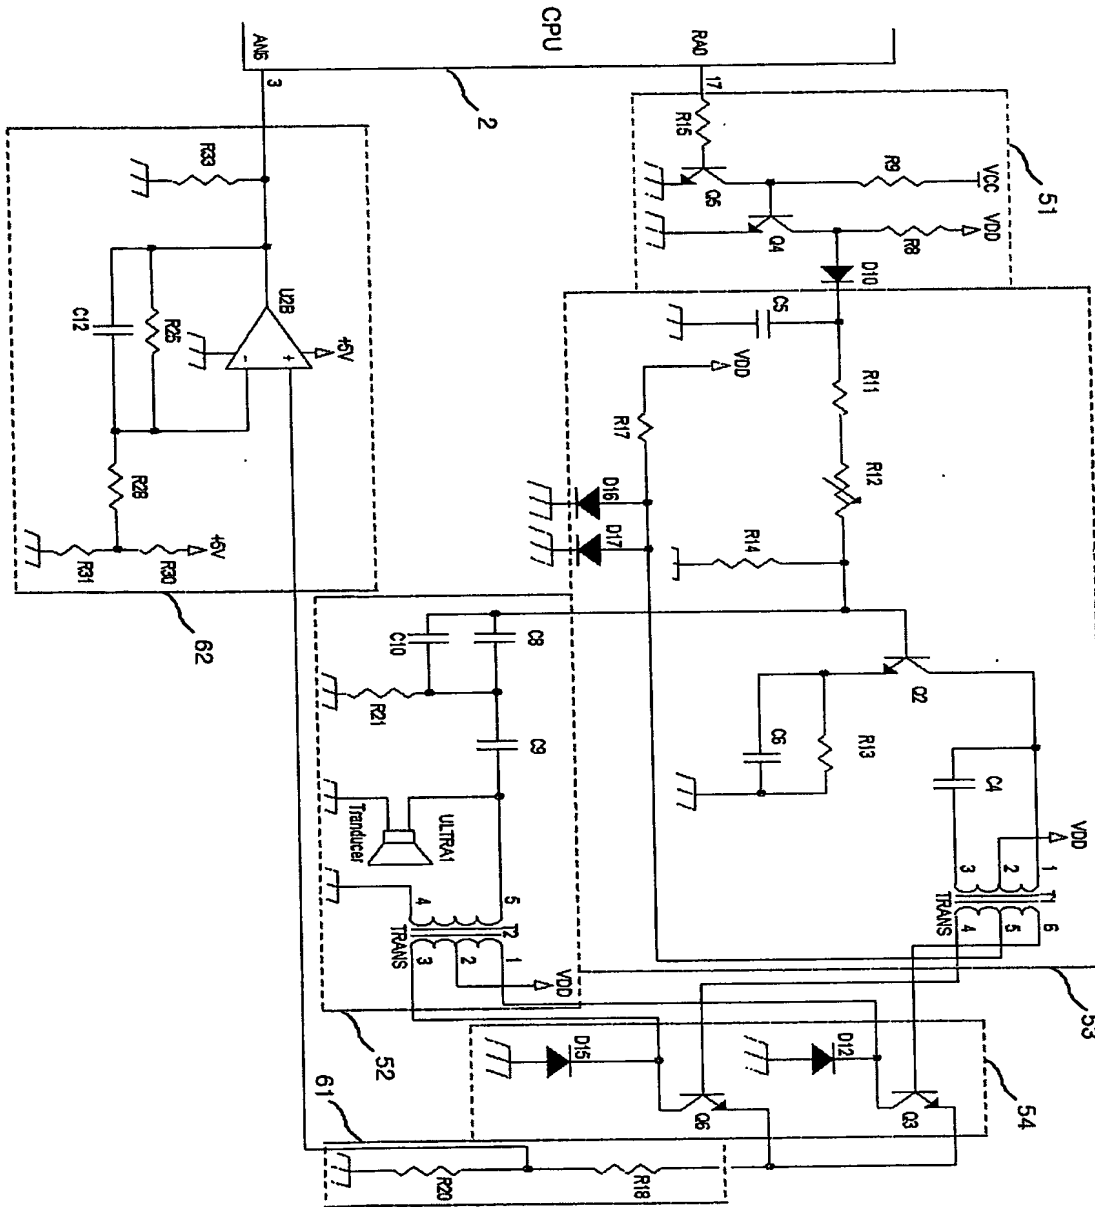 CPU
AN6
3
2
RA0
17
R15
Q5
R9
VCC
51
Q4
R8
VDD
D10
R33
U2B
+5V
-
+
R25
C12
R28
+5V
R31
R30
62
C5
VDD
R11
R17
R12
D16
D17
R14
Q2
C6
R13
C4
VDD
3
2
1
T1
TRANS
4
5
6
53
C10
C8
R21
C9
Tranducer
ULTRA1
4
5
T2
TRANS
3
2
1
VDD
52
D15
D12
Q6
Q3
54
61
R20
R18